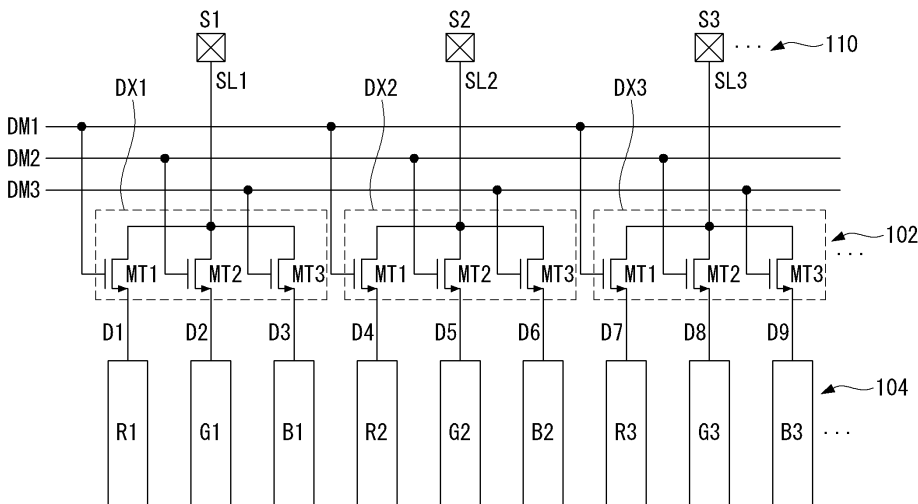 S1 S2 S3 ··· 110
SL1 SL2 SL3
DX1 DX2 DX3
DM1
DM2
DM3
102
···
MT1 MT2 MT3 MT1 MT2 MT3 MT1 MT2 MT3
D1 D2 D3 D4 D5 D6 D7 D8 D9
104
R1 G1 B1 R2 G2 B2 R3 G3 B3 ···